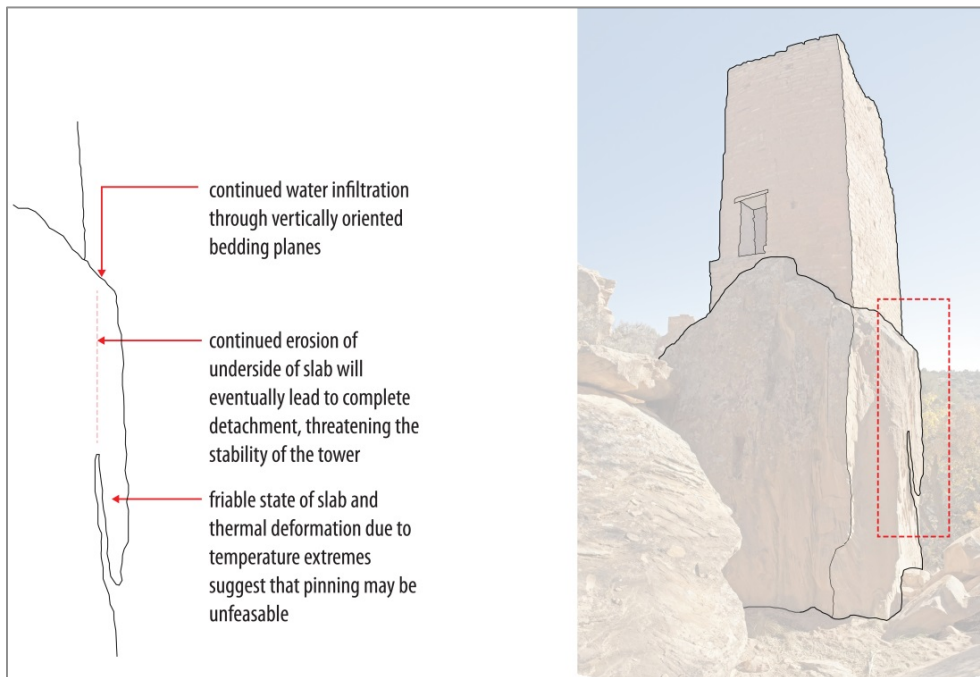 continued water infiltration
through vertically oriented
bedding planes
continued erosion of
underside of slab will
eventually lead to complete
detachment, threatening the
stability of the tower
friable state of slab and
thermal deformation due to
temperature extremes
suggest that pinning may be
unfeasable